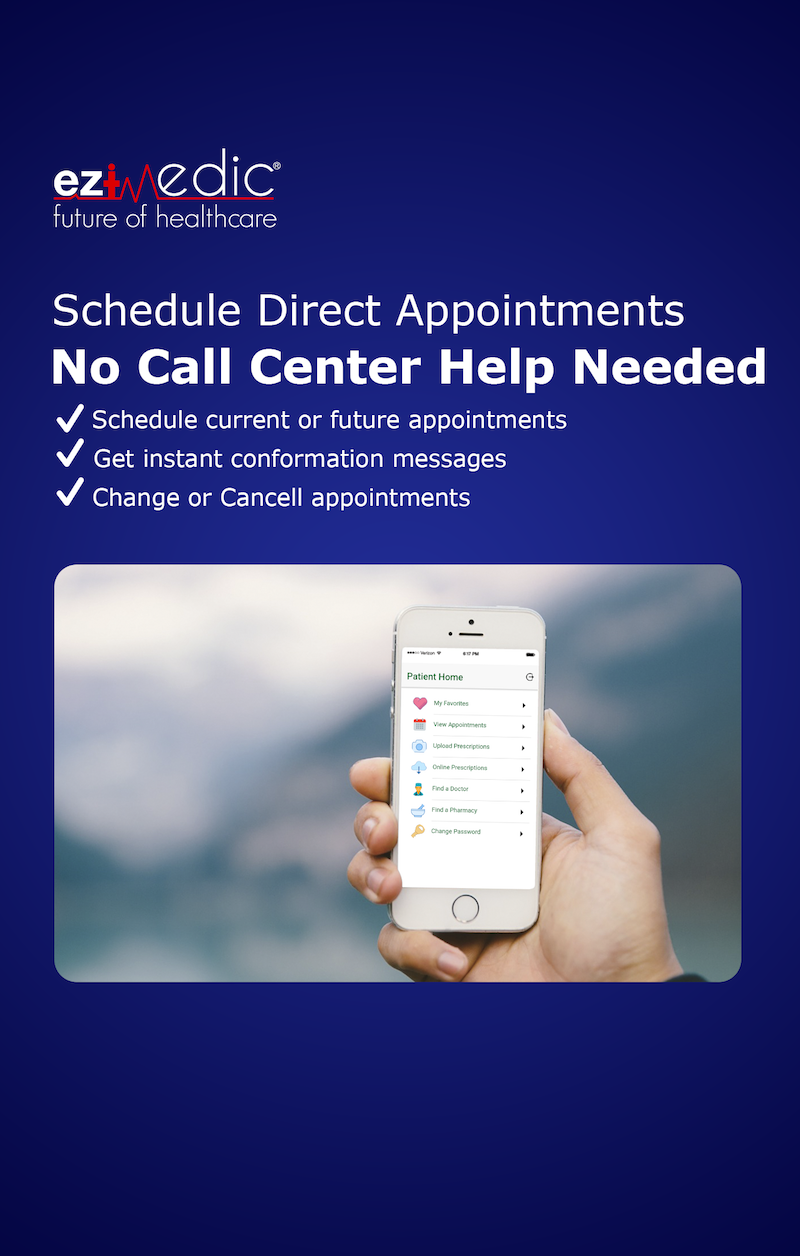 ezimedic®
future of healthcare
Schedule Direct Appointments
No Call Center Help Needed
Schedule current or future appointments
Get instant conformation messages
Change or Cancell appointments
Verizon 6:17 PM
Patient Home
My Favorites
View Appointments
Upload Prescriptions
Online Prescriptions
Find a Doctor
Find a Pharmacy
Change Password